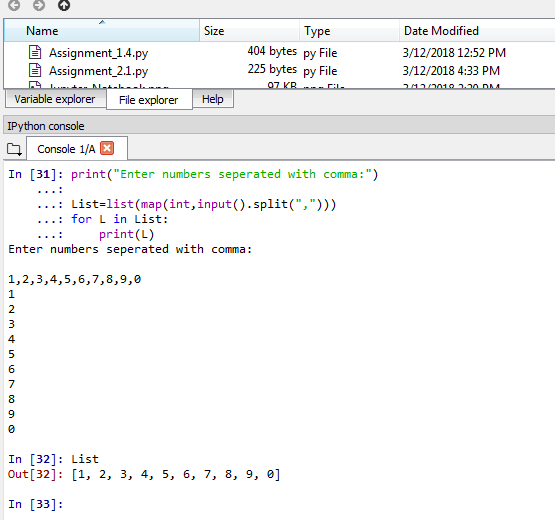 Name Size Type Date Modified
Assignment_1.4.py 404 bytes py File 3/12/2018 12:52 PM
Assignment_2.1.py 225 bytes py File 3/12/2018 4:33 PM
Variable explorer File explorer Help
IPython console
Console 1/A
In [31]: print("Enter numbers seperated with comma:")
...:
...: List=list(map(int,input().split(",")))
...: for L in List:
...:     print(L)
Enter numbers seperated with comma:
1,2,3,4,5,6,7,8,9,0
1
2
3
4
5
6
7
8
9
0
In [32]: List
Out[32]: [1, 2, 3, 4, 5, 6, 7, 8, 9, 0]
In [33]: